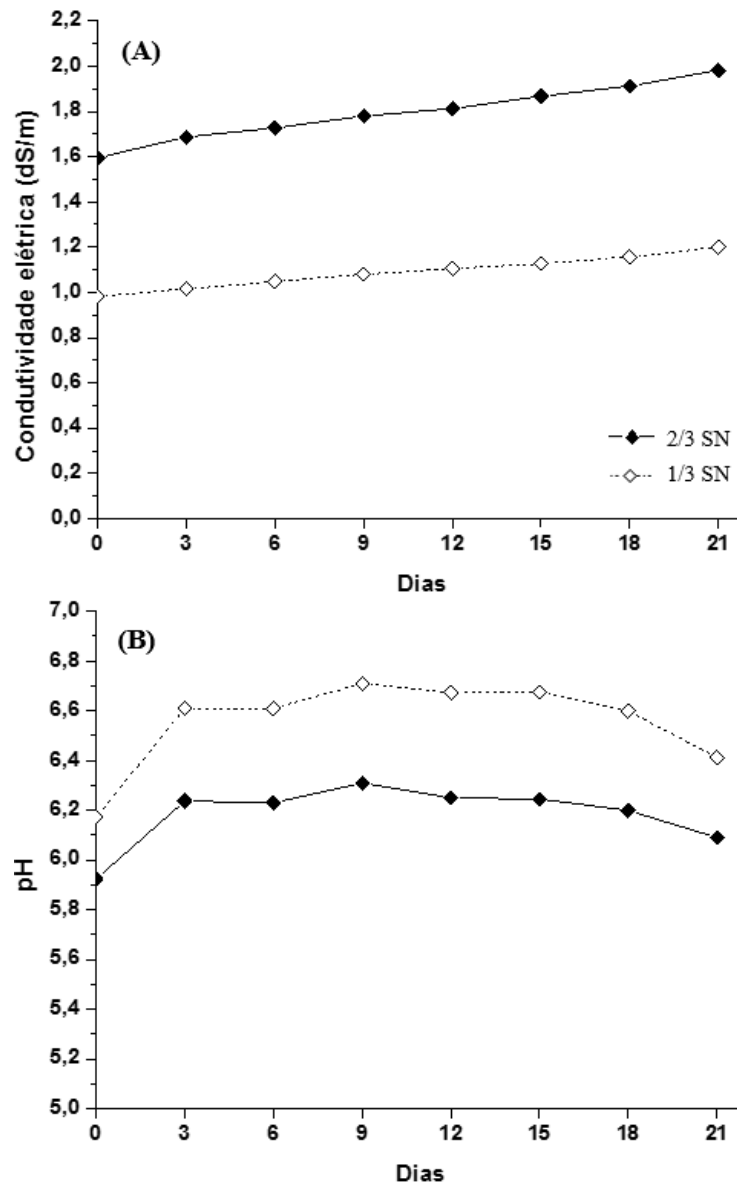 (A)
Condutividade elétrica (dS/m)
2,2
2,0
1,8
1,6
1,4
1,2
1,0
0,8
0,6
0,4
0,2
0,0
2/3 SN
1/3 SN
0 3 6 9 12 15 18 21
Dias
(B)
pH
7,0
6,8
6,6
6,4
6,2
6,0
5,8
5,6
5,4
5,2
5,0
0 3 6 9 12 15 18 21
Dias